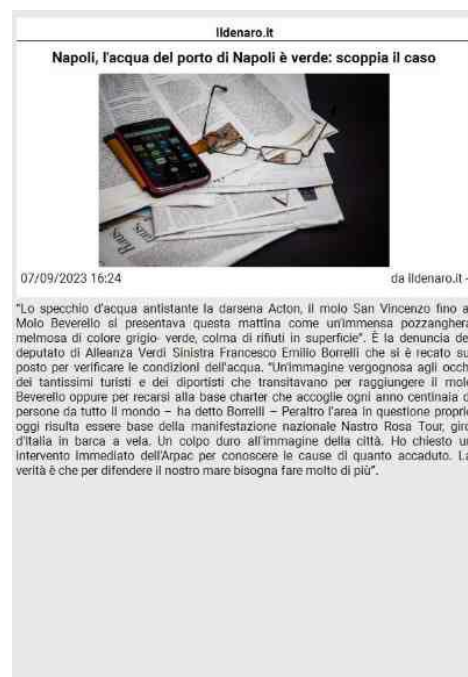 Ildenaro.it
Napoli, l'acqua del porto di Napoli è verde: scoppia il caso
07/09/2023 16:24
da ildenaro.it -
"Lo specchio d'acqua antistante la darsena Acton, il molo San Vincenzo fino a
Molo Beverello si presentava questa mattina come un'immensa pozzanghera
melmosa di colore grigio- verde, colma di rifiuti in superficie". È la denuncia de
deputato di Alleanza Verdi Sinistra Francesco Emilio Borrelli che si è recato su
posto per verificare le condizioni dell'acqua. "Un'immagine vergognosa agli occh
dei tantissimi turisti e dei diportisti che transitavano per raggiungere il mole
Beverello oppure per recarsi alla base charter che accoglie ogni anno centinaia d
persone da tutto il mondo – ha detto Borrelli – Peraltro l'area in questione propri
oggi risulta essere base della manifestazione nazionale Nastro Rosa Tour, giro
d'Italia in barca a vela. Un colpo duro all'immagine della città. Ho chiesto un
intervento immediato dell'Arpac per conoscere le cause di quanto accaduto. La
verità è che per difendere il nostro mare bisogna fare molto di più".